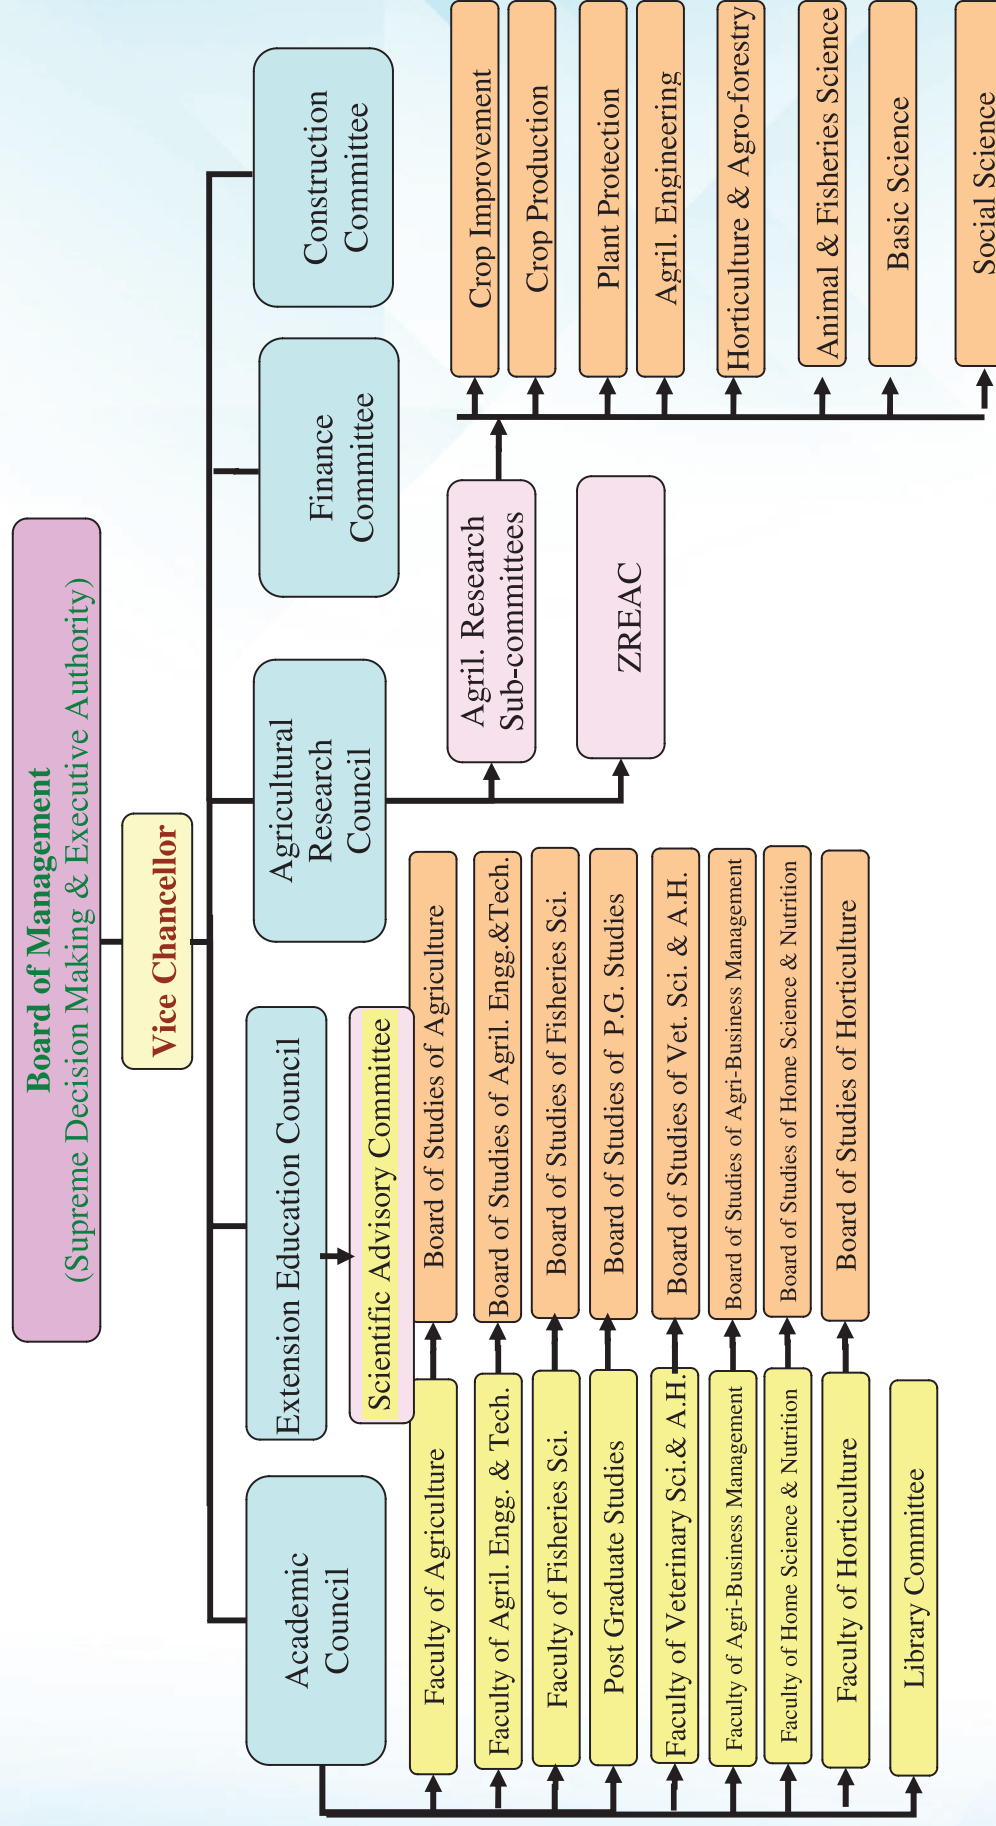 Board of Management
(Supreme Decision Making & Executive Authority)
Vice Chancellor
Academic
Council
Extension Education Council
Agricultural
Research
Council
Finance
Committee
Construction
Committee
Scientific Advisory Committee
Faculty of Agriculture
Board of Studies of Agriculture
Faculty of Agril. Engg. & Tech.
Board of Studies of Agril. Engg.&Tech.
Faculty of Fisheries Sci.
Board of Studies of Fisheries Sci.
Post Graduate Studies
Board of Studies of P.G. Studies
Faculty of Veterinary Sci.& A.H.
Board of Studies of Vet. Sci. & A.H.
Faculty of Agri-Business Management
Board of Studies of Agri-Business Management
Faculty of Home Science & Nutrition
Board of Studies of Home Science & Nutrition
Faculty of Horticulture
Board of Studies of Horticulture
Library Committee
Agril. Research
Sub-committees
ZREAC
Crop Improvement
Crop Production
Plant Protection
Agril. Engineering
Horticulture & Agro-forestry
Animal & Fisheries Science
Basic Science
Social Science